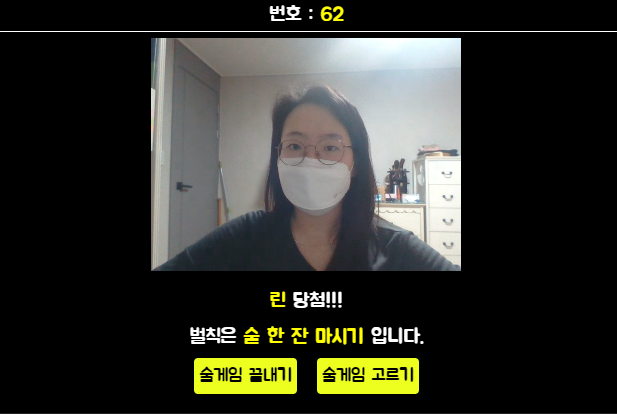 번호 : 62
린 당첨!!!
벌칙은 술 한 잔 마시기 입니다.
술게임 끝내기
술게임 고르기